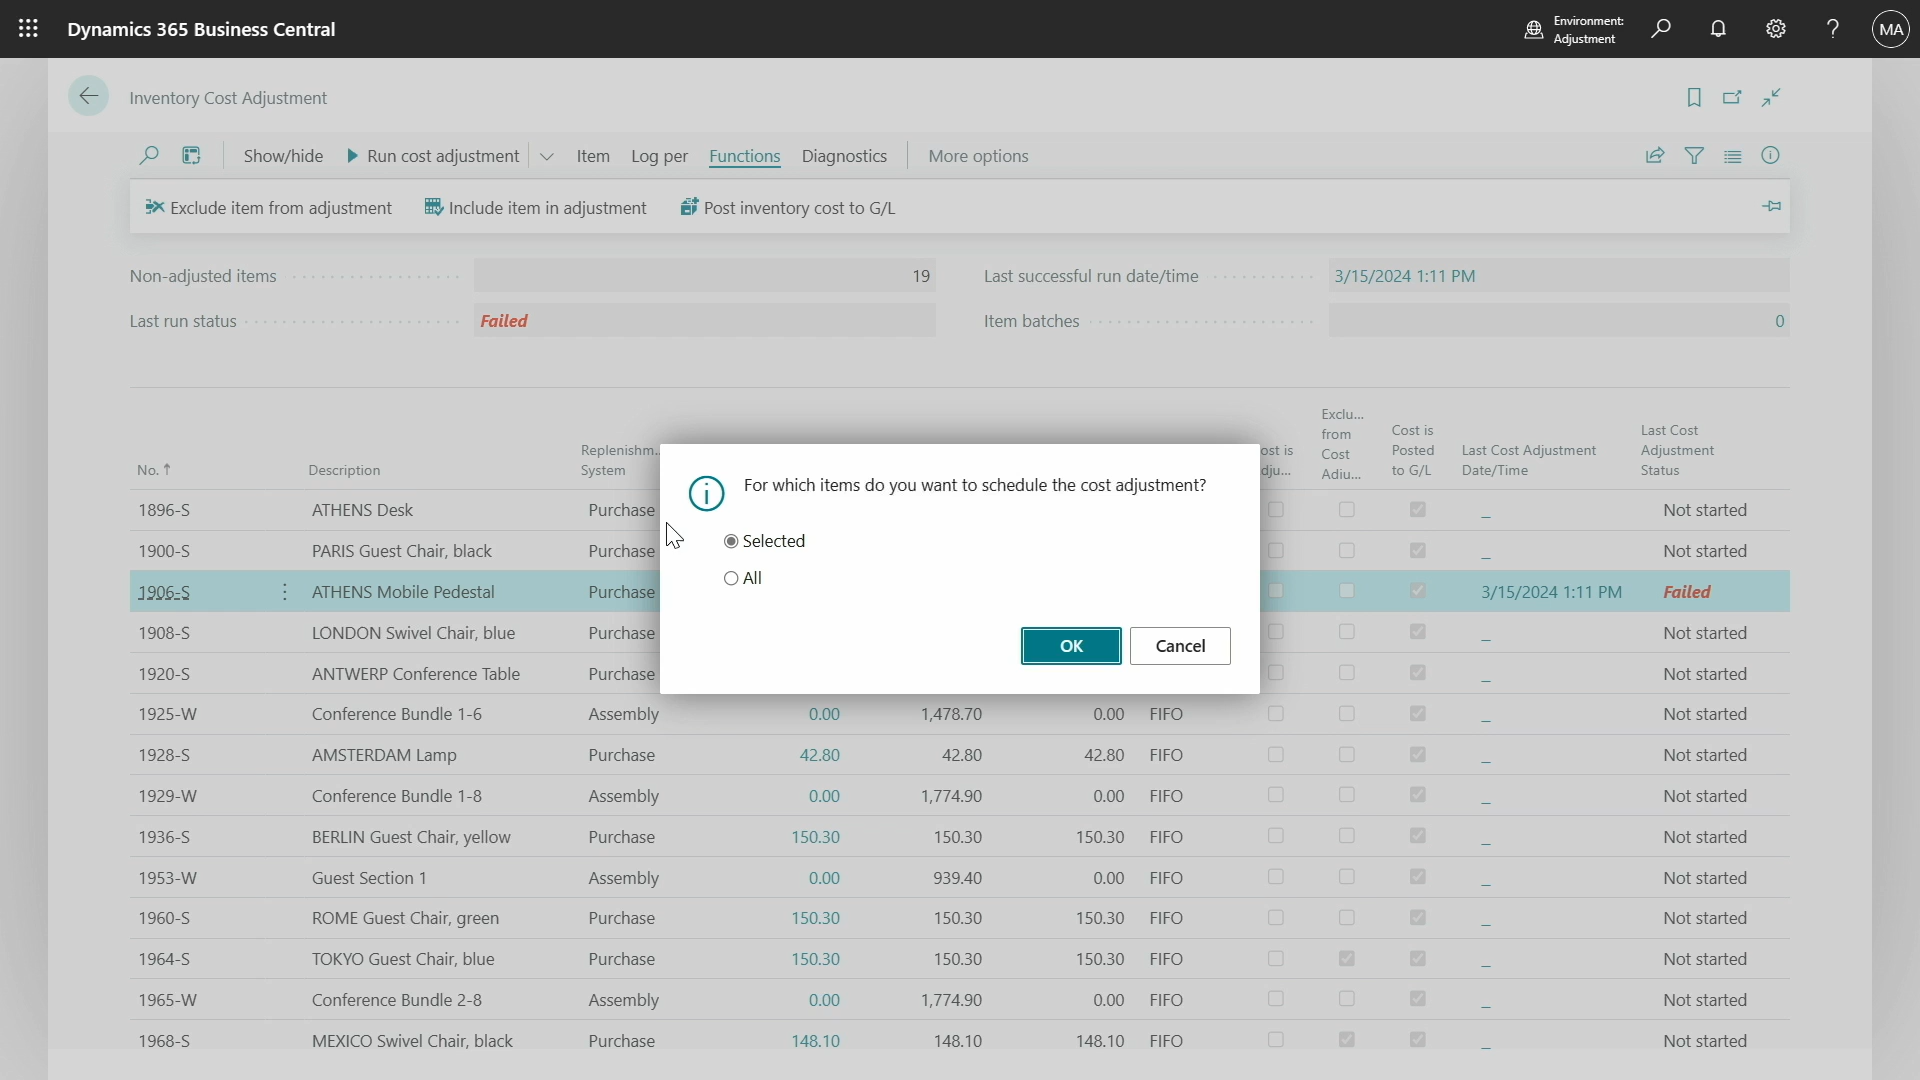 Dynamics 365 Business Central
Environment:
Adjustment
MA
Inventory Cost Adjustment
Show/hide Run cost adjustment Item Log per Functions Diagnostics More options
Exclude item from adjustment Include item in adjustment Post inventory cost to G/L
Non-adjusted items 19 Last successful run date/time 3/15/2024 1:11 PM
Last run status Failed Item batches 0
No. ↑ Description
Replenishm...
System
ost is
dju...
Exclu...
from
Cost
Adju...
Cost is
Posted
to G/L
Last Cost Adjustment
Date/Time
Last Cost
Adjustment
Status
For which items do you want to schedule the cost adjustment?
Selected
All
OK Cancel
1896-S ATHENS Desk Purchase _ Not started
1900-S PARIS Guest Chair, black Purchase _ Not started
1906-S ATHENS Mobile Pedestal Purchase 3/15/2024 1:11 PM Failed
1908-S LONDON Swivel Chair, blue Purchase _ Not started
1920-S ANTWERP Conference Table Purchase _ Not started
1925-W Conference Bundle 1-6 Assembly 0.00 1,478.70 0.00 FIFO _ Not started
1928-S AMSTERDAM Lamp Purchase 42.80 42.80 42.80 FIFO _ Not started
1929-W Conference Bundle 1-8 Assembly 0.00 1,774.90 0.00 FIFO _ Not started
1936-S BERLIN Guest Chair, yellow Purchase 150.30 150.30 150.30 FIFO _ Not started
1953-W Guest Section 1 Assembly 0.00 939.40 0.00 FIFO _ Not started
1960-S ROME Guest Chair, green Purchase 150.30 150.30 150.30 FIFO _ Not started
1964-S TOKYO Guest Chair, blue Purchase 150.30 150.30 150.30 FIFO _ Not started
1965-W Conference Bundle 2-8 Assembly 0.00 1,774.90 0.00 FIFO _ Not started
1968-S MEXICO Swivel Chair, black Purchase 148.10 148.10 148.10 FIFO _ Not started